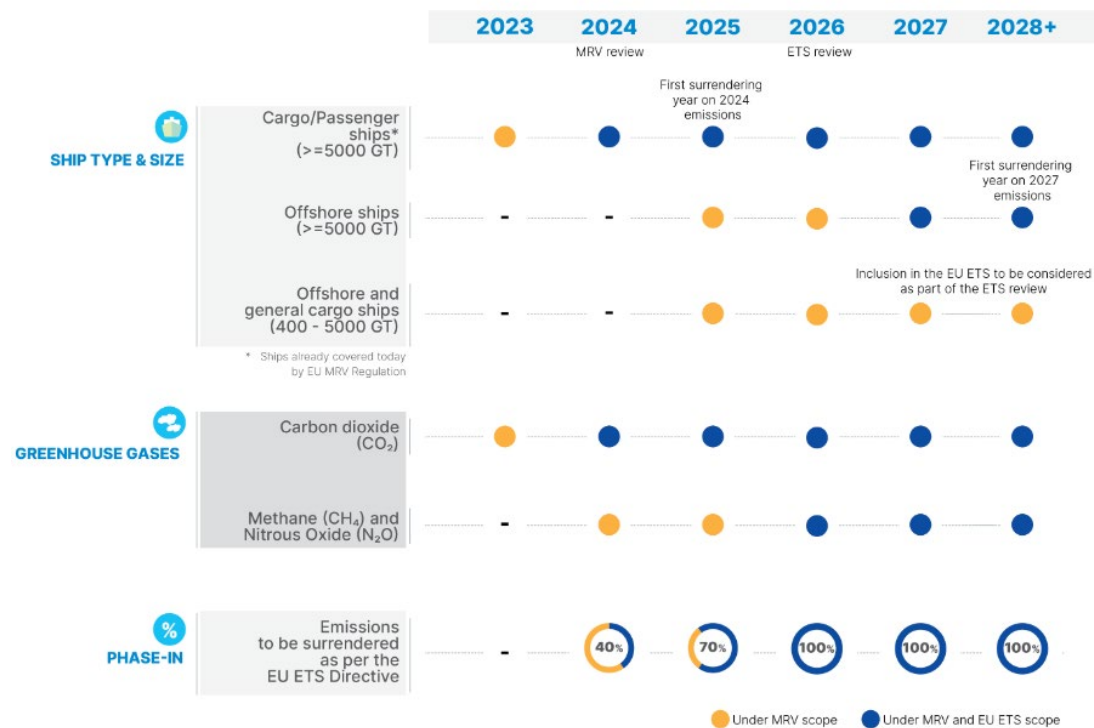 2023 2024 2025 2026 2027 2028+
MRV review ETS review
First surrendering
year on 2024
emissions
SHIP TYPE & SIZE
Cargo/Passenger
ships*
(>=5000 GT)
First surrendering
year on 2027
emissions
Offshore ships
(>=5000 GT)
- -
Inclusion in the EU ETS to be considered
as part of the ETS review
Offshore and
general cargo ships
(400 - 5000 GT)
- -
* Ships already covered today
by EU MRV Regulation
GREENHOUSE GASES
Carbon dioxide
(CO₂)
Methane (CH₄) and
Nitrous Oxide (N₂O)
-
%
PHASE-IN
Emissions
to be surrendered
as per the
EU ETS Directive
- 40% 70% 100% 100% 100%
Under MRV scope Under MRV and EU ETS scope